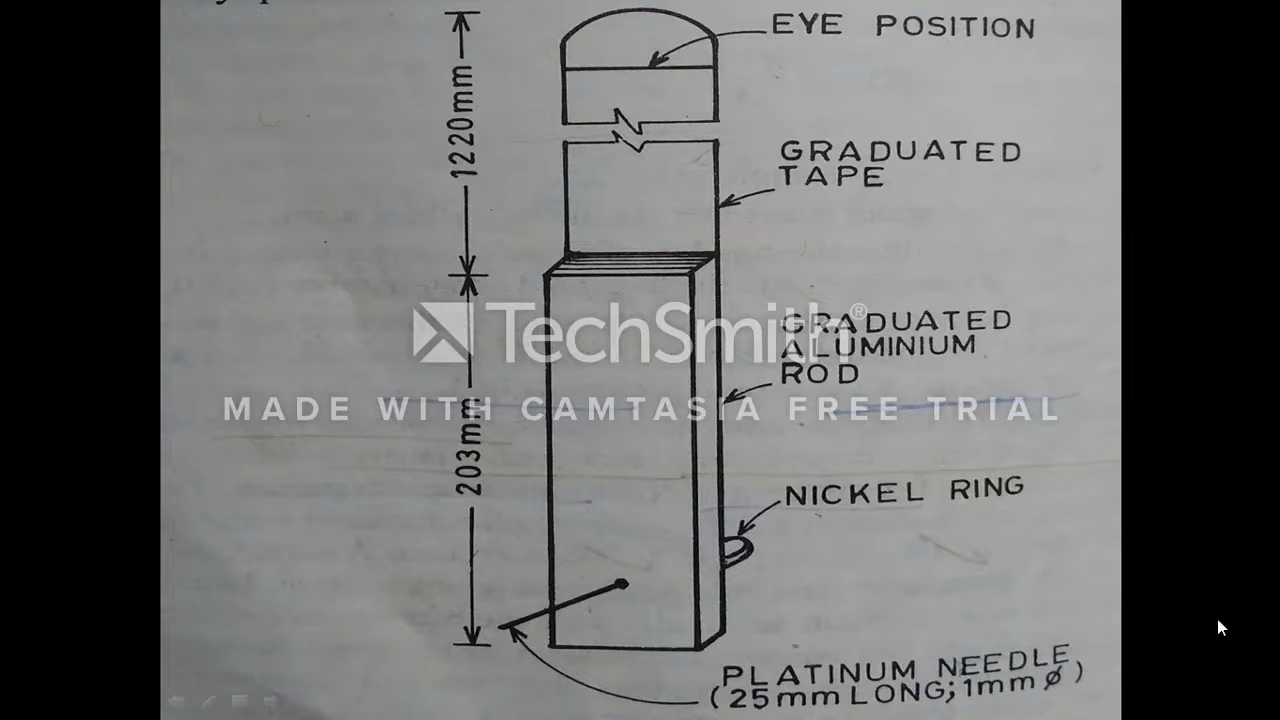 EYE POSITION
1220mm
GRADUATED
TAPE
GRADUATED
ALUMINIUM
ROD
TechSmith®
MADE WITH CAMTASIA FREE TRIAL
203mm
NICKEL RING
PLATINUM NEEDLE
(25mm LONG; 1mm ϕ)